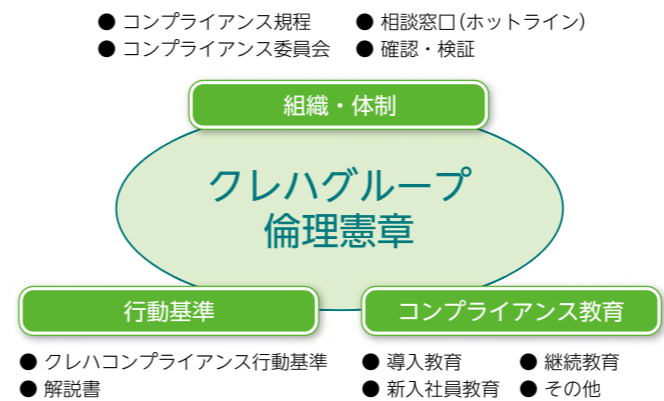 ● コンプライアンス規程 ● 相談窓口(ホットライン)
● コンプライアンス委員会 ● 確認・検証
組織・体制
クレハグループ
倫理憲章
行動基準
● クレハコンプライアンス行動基準
● 解説書
コンプライアンス教育
● 導入教育 ● 継続教育
● 新入社員教育 ● その他